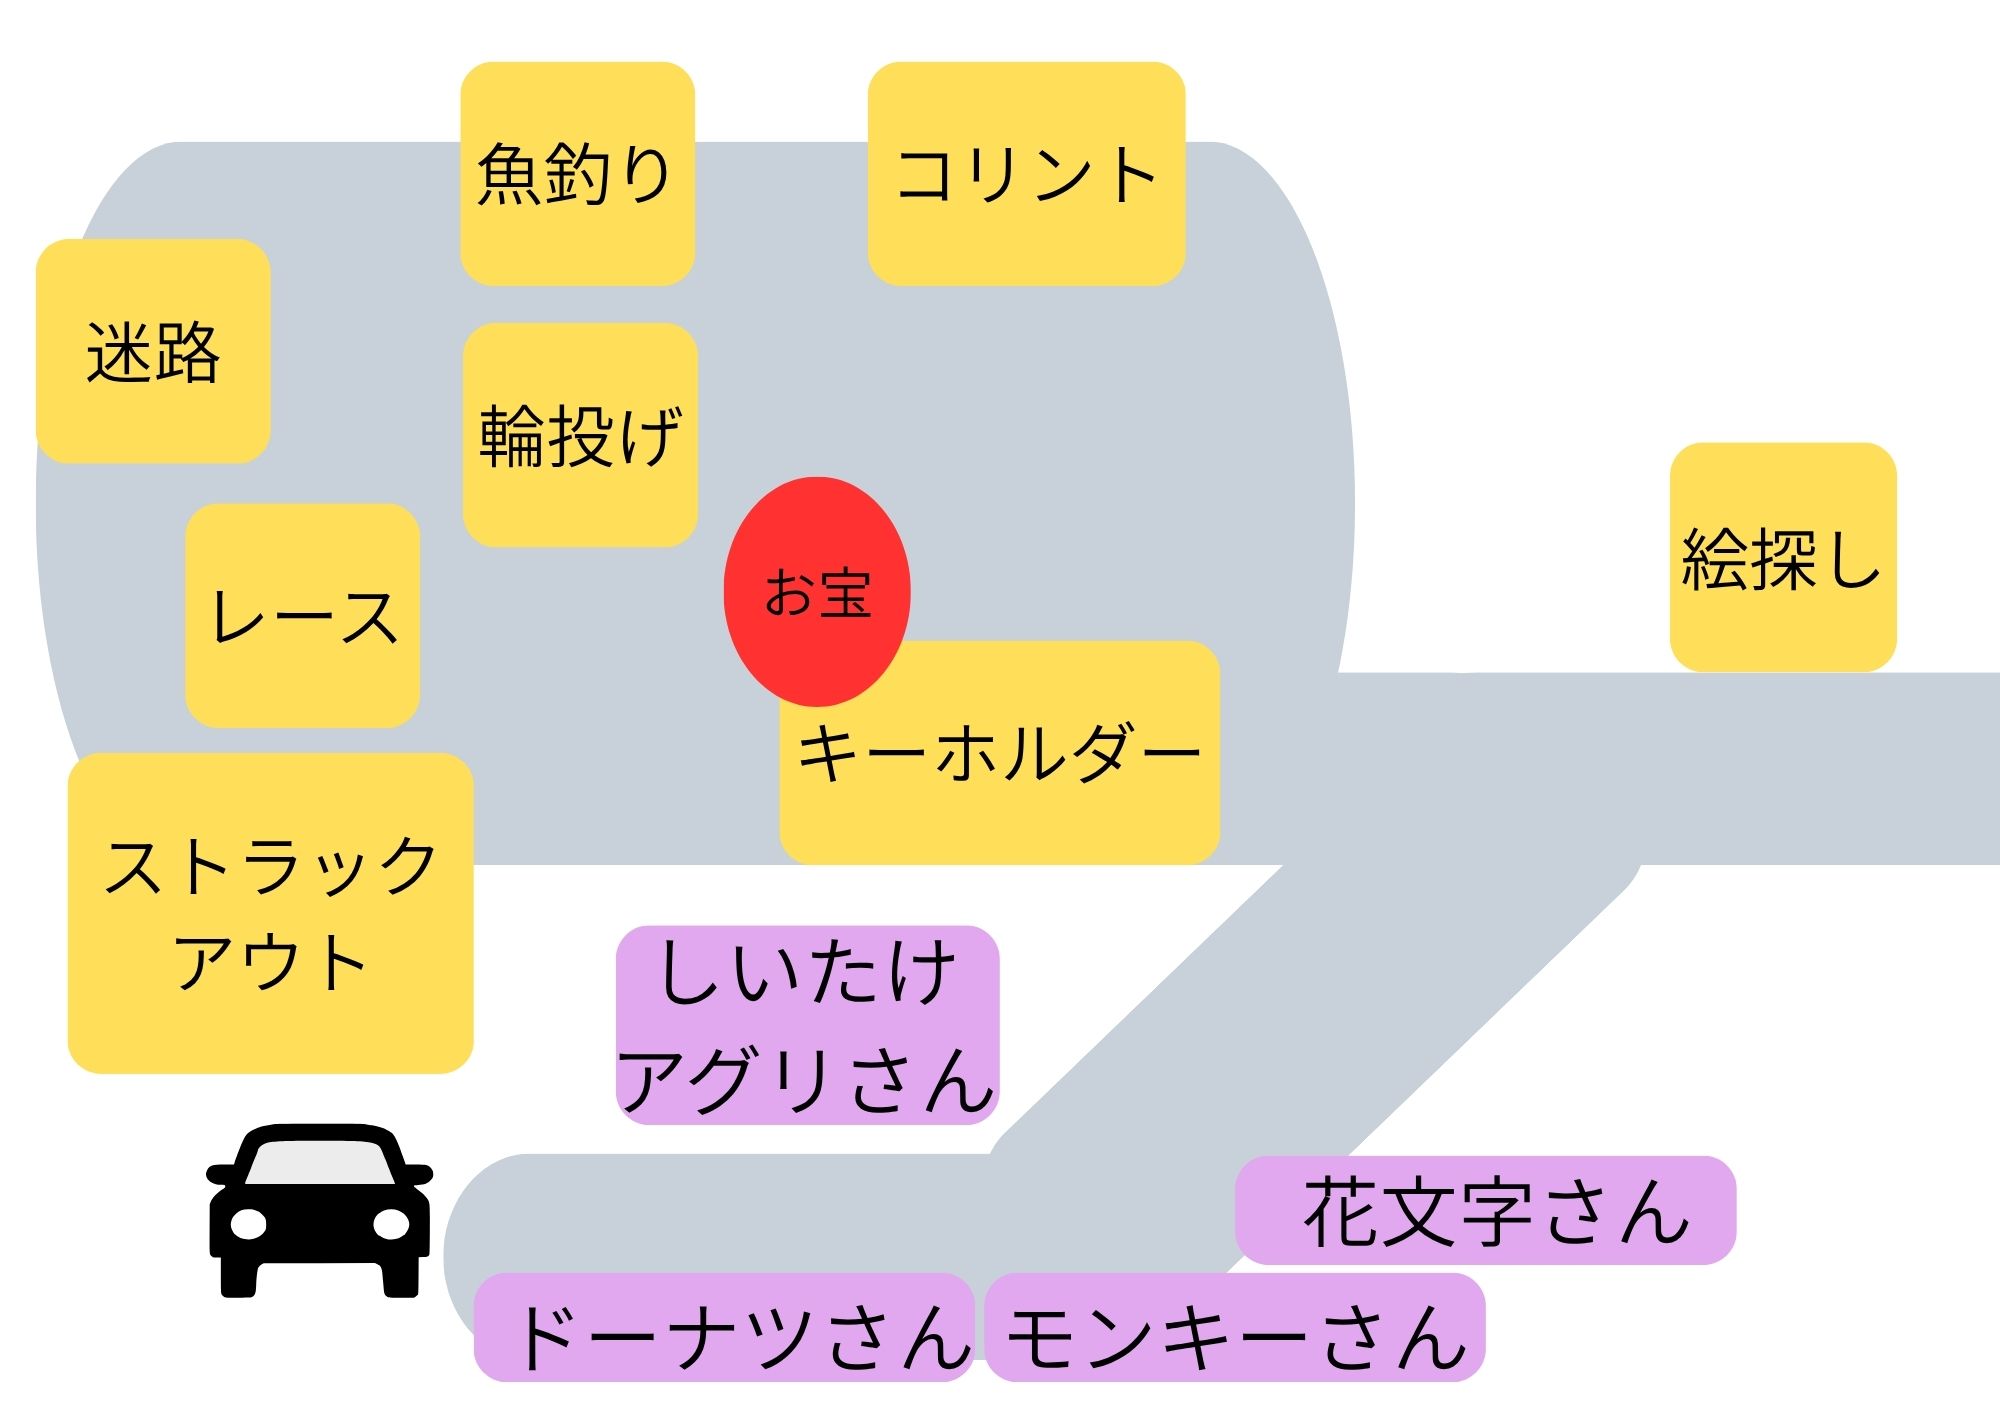 魚釣り
コリント
迷路
輪投げ
絵探し
レース
お宝
キーホルダー
ストラック
アウト
しいたけ
アグリさん
花文字さん
ドーナツさん
モンキーさん